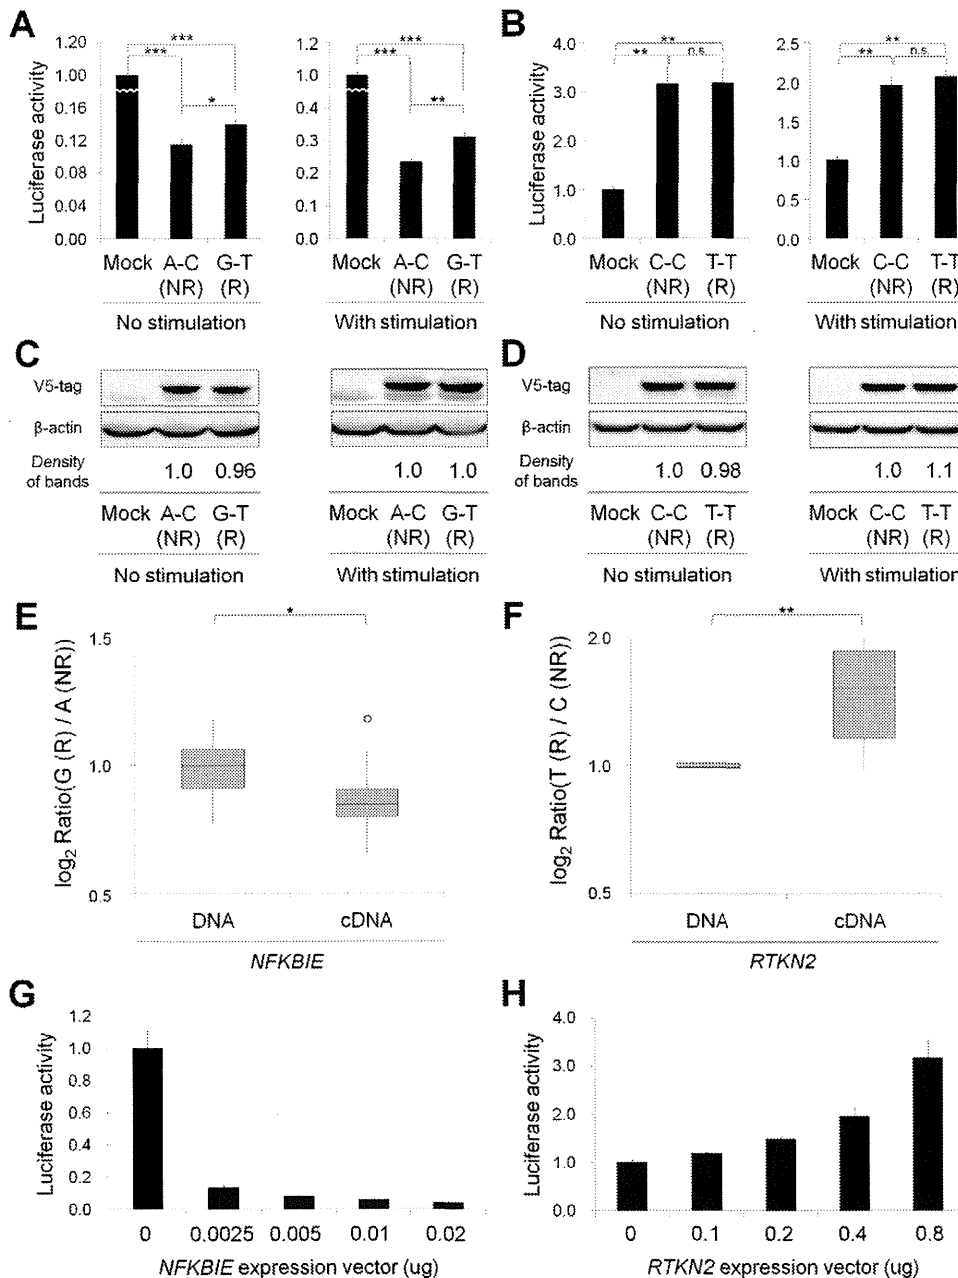 A
B
Luciferase activity
1.20
1.00
0.16
0.12
0.08
0.04
0.00
***
***
*
Mock A-C G-T
(NR) (R)
No stimulation
1.0
0.4
0.3
0.2
0.1
0.0
***
***
**
Mock A-C G-T
(NR) (R)
With stimulation
Luciferase activity
4.0
3.0
2.0
1.0
0.0
**
** n.s.
Mock C-C T-T
(NR) (R)
No stimulation
2.5
2.0
1.5
1.0
0.5
0.0
**
** n.s.
Mock C-C T-T
(NR) (R)
With stimulation
C
V5-tag
β-actin
Density
of bands
1.0 0.96
1.0 1.0
Mock A-C G-T
(NR) (R)
No stimulation
Mock A-C G-T
(NR) (R)
With stimulation
D
V5-tag
β-actin
Density
of bands
1.0 0.98
1.0 1.1
Mock C-C T-T
(NR) (R)
No stimulation
Mock C-C T-T
(NR) (R)
With stimulation
E
log2 Ratio(G (R) / A (NR))
1.5
1.0
0.5
*
DNA cDNA
NFKBIE
F
log2 Ratio(T (R) / C (NR))
2.0
1.0
0.5
**
DNA cDNA
RTKN2
G
Luciferase activity
1.2
1.0
0.8
0.6
0.4
0.2
0.0
0 0.0025 0.005 0.01 0.02
NFKBIE expression vector (ug)
H
Luciferase activity
4.0
3.0
2.0
1.0
0.0
0 0.1 0.2 0.4 0.8
RTKN2 expression vector (ug)